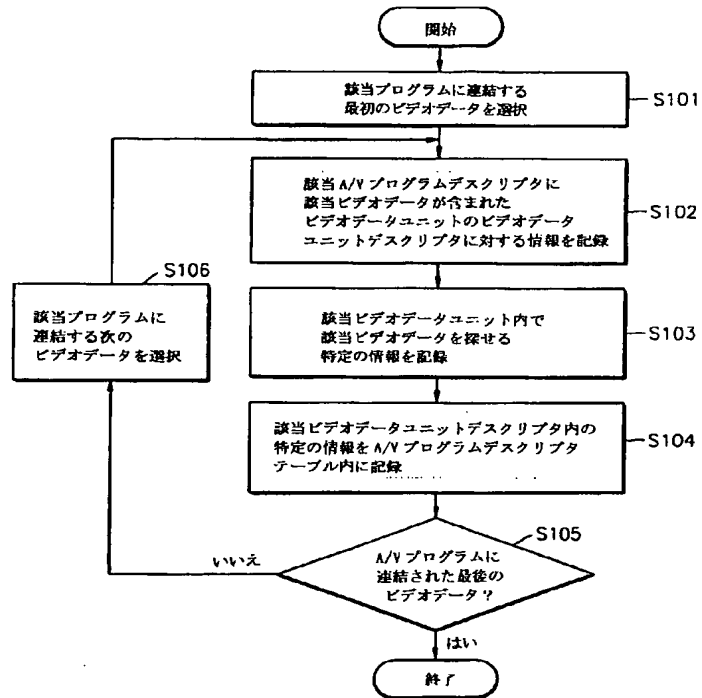 開始
該当プログラムに連結する
最初のビデオデータを選択
S101
該当A/Vプログラムデスクリプタに
該当ビデオデータが含まれた
ビデオデータユニットのビデオデータ
ユニットデスクリプタに対する情報を記録
S102
S106
該当プログラムに
連結する次の
ビデオデータを選択
該当ビデオデータユニット内で
該当ビデオデータを探せる
特定の情報を記録
S103
該当ビデオデータユニットデスクリプタ内の
特定の情報をA/Vプログラムデスクリプタ
テーブル内に記録
S104
S105
いいえ
A/Vプログラムに
連結された最後の
ビデオデータ?
はい
終了